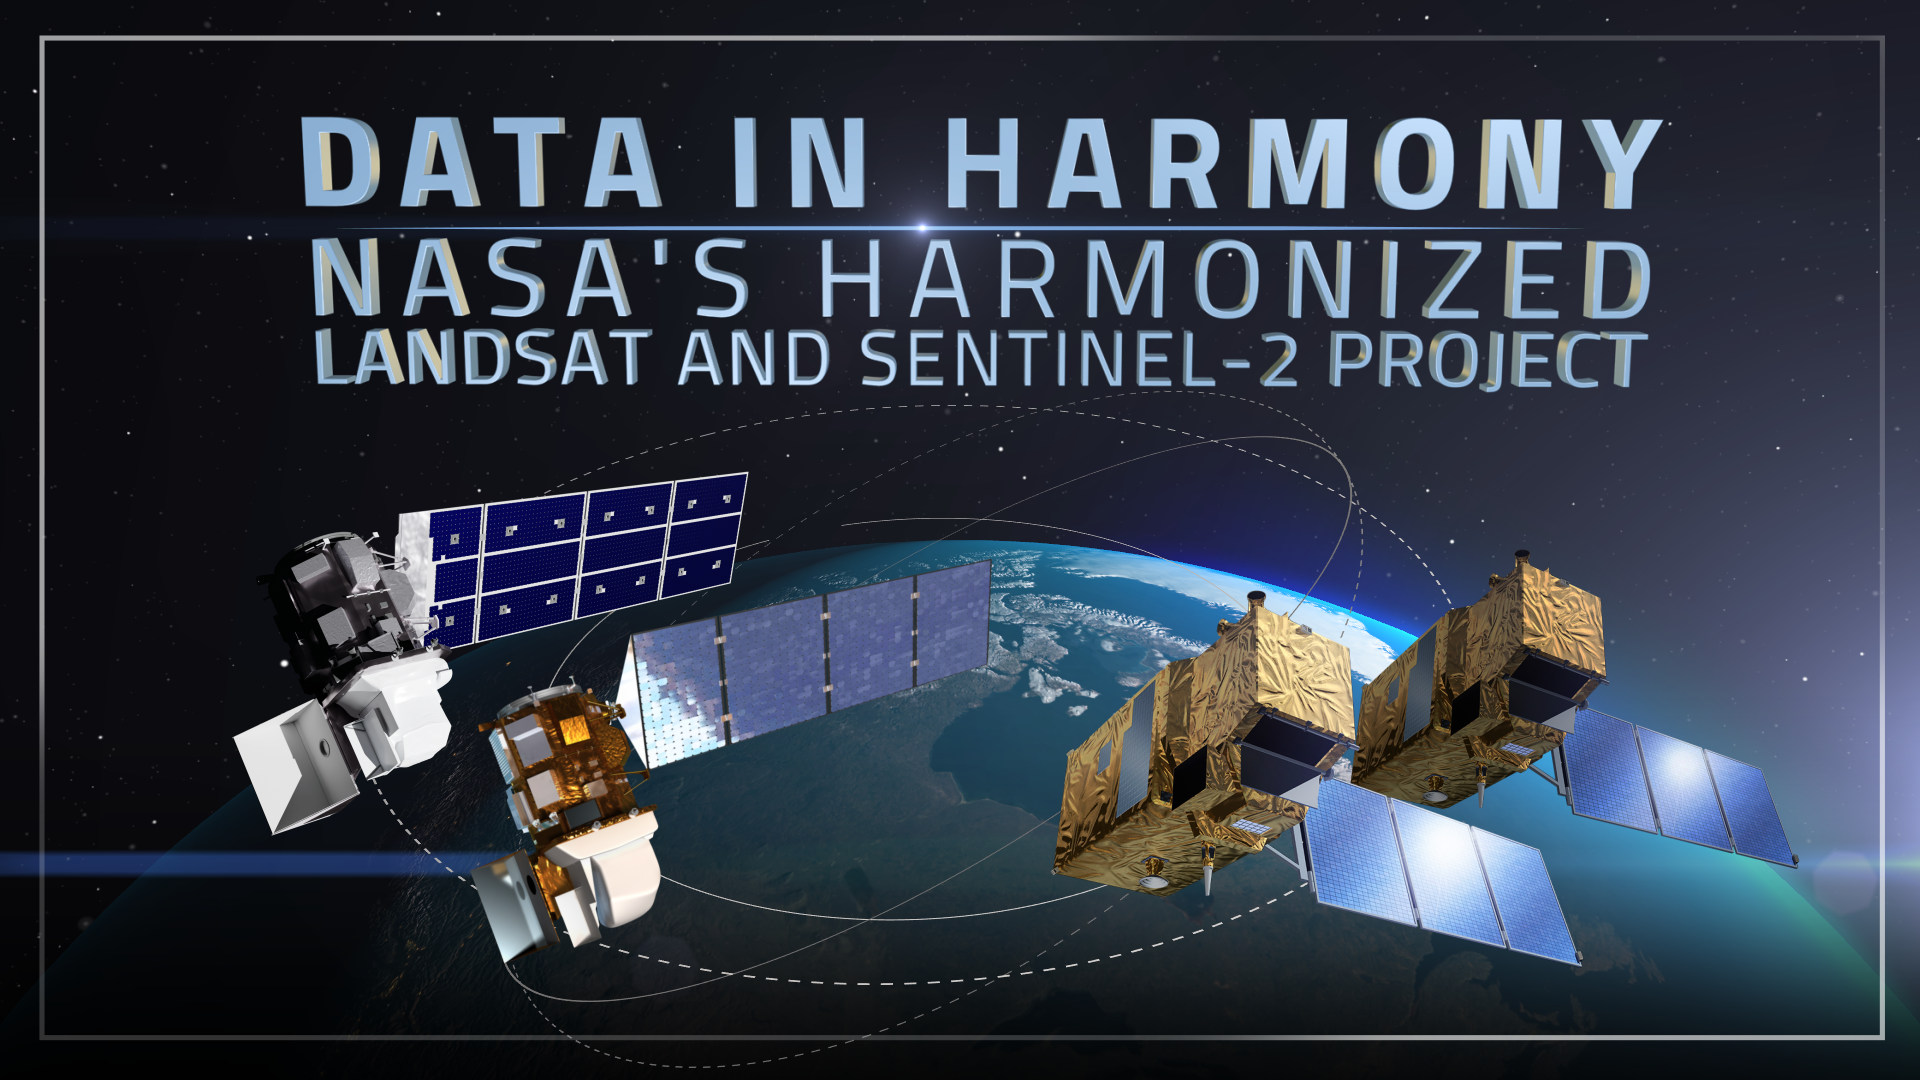 DATA IN HARMONY
NASA'S HARMONIZED
LANDSAT AND SENTINEL-2 PROJECT